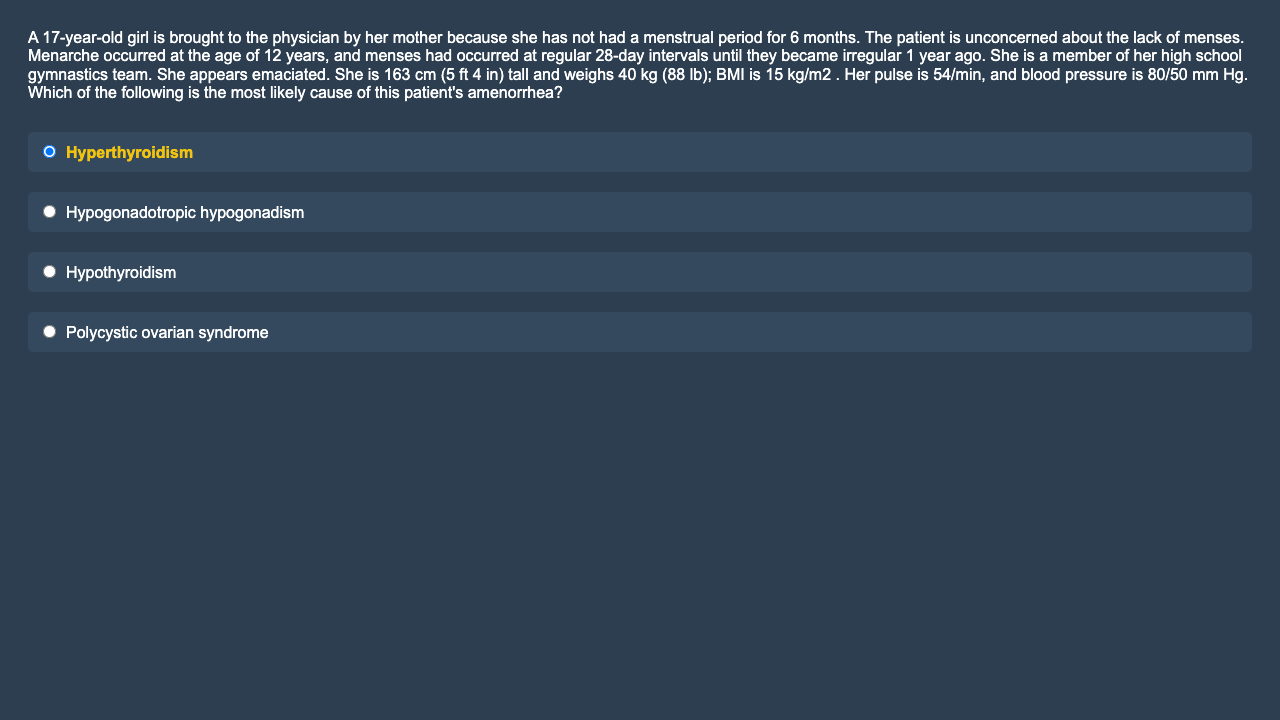 A 17-year-old girl is brought to the physician by her mother because she has not had a menstrual period for 6 months. The patient is unconcerned about the lack of menses.
Menarche occurred at the age of 12 years, and menses had occurred at regular 28-day intervals until they became irregular 1 year ago. She is a member of her high school
gymnastics team. She appears emaciated. She is 163 cm (5 ft 4 in) tall and weighs 40 kg (88 lb); BMI is 15 kg/m2 . Her pulse is 54/min, and blood pressure is 80/50 mm Hg.
Which of the following is the most likely cause of this patient's amenorrhea?
Hyperthyroidism
Hypogonadotropic hypogonadism
Hypothyroidism
Polycystic ovarian syndrome